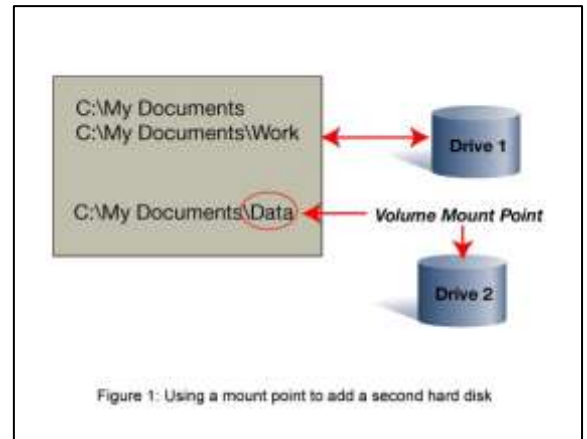 C:\My Documents
C:\My Documents\Work
Drive 1
C:\My Documents\Data
Volume Mount Point
Drive 2
Figure 1: Using a mount point to add a second hard disk